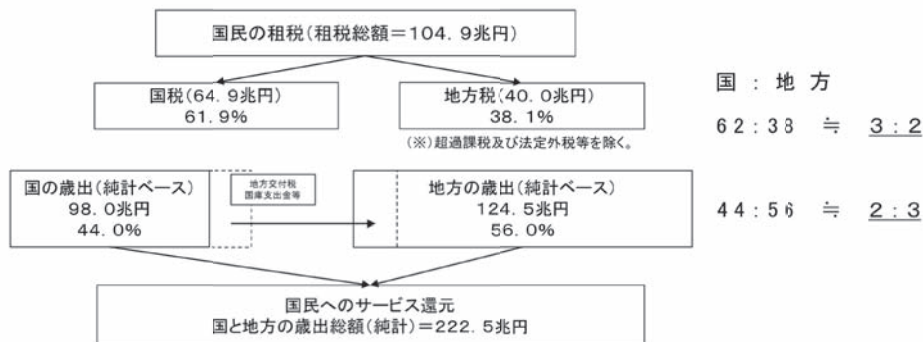 国民の租税(租税総額=104.9兆円)
国税(64.9兆円)
61.9%
地方税(40.0兆円)
38.1%
(※)超過課税及び法定外税等を除く。
国 : 地 方
62:38 ≒ 3:2
国の歳出(純計ベース)
98.0兆円
44.0%
地方交付税
国庫支出金等
地方の歳出(純計ベース)
124.5兆円
56.0%
44:56 ≒ 2:3
国民へのサービス還元
国と地方の歳出総額(純計)=222.5兆円